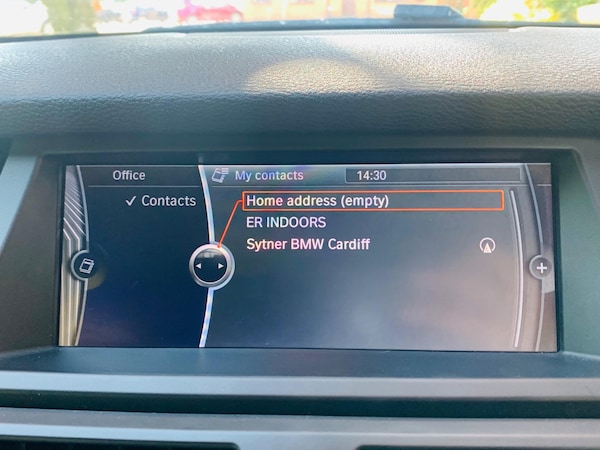 Office
My contacts
14:30
✓ Contacts
Home address (empty)
ER INDOORS
Sytner BMW Cardiff